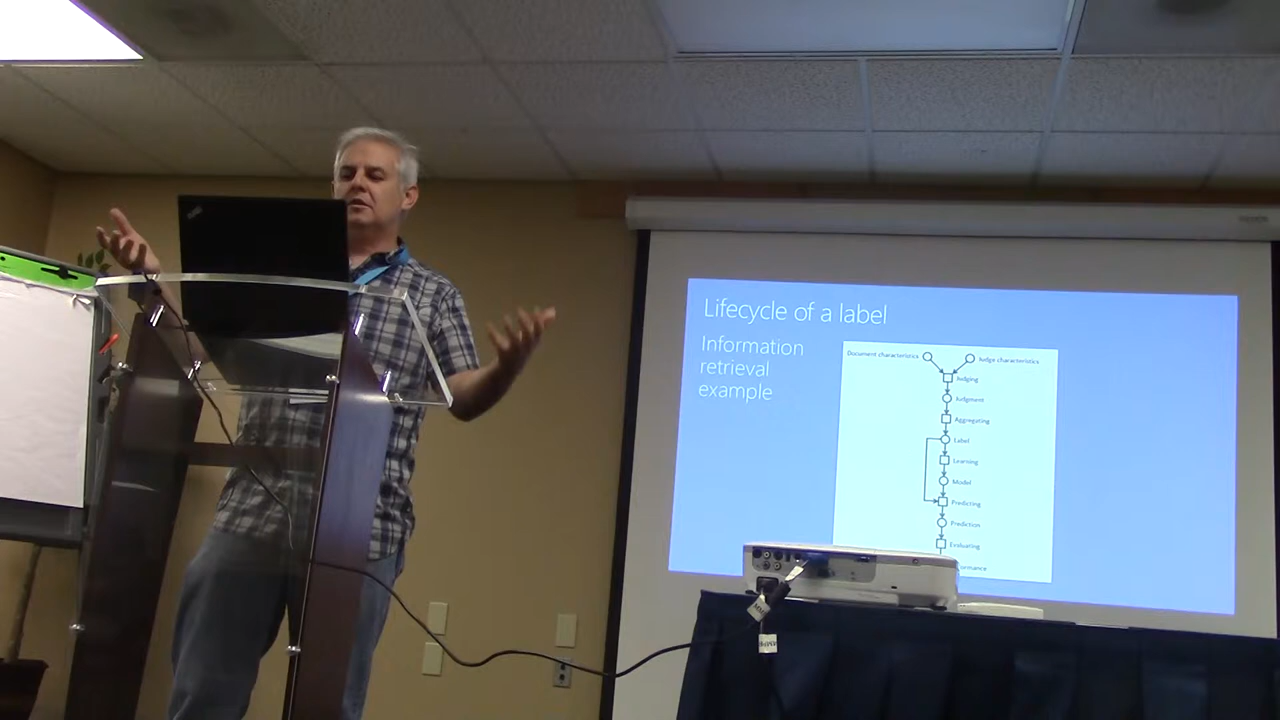 Lifecycle of a label
Information
retrieval
example
Document characteristics
Judge characteristics
Judging
Judgment
Aggregating
Label
Learning
Model
Predicting
Prediction
Evaluating